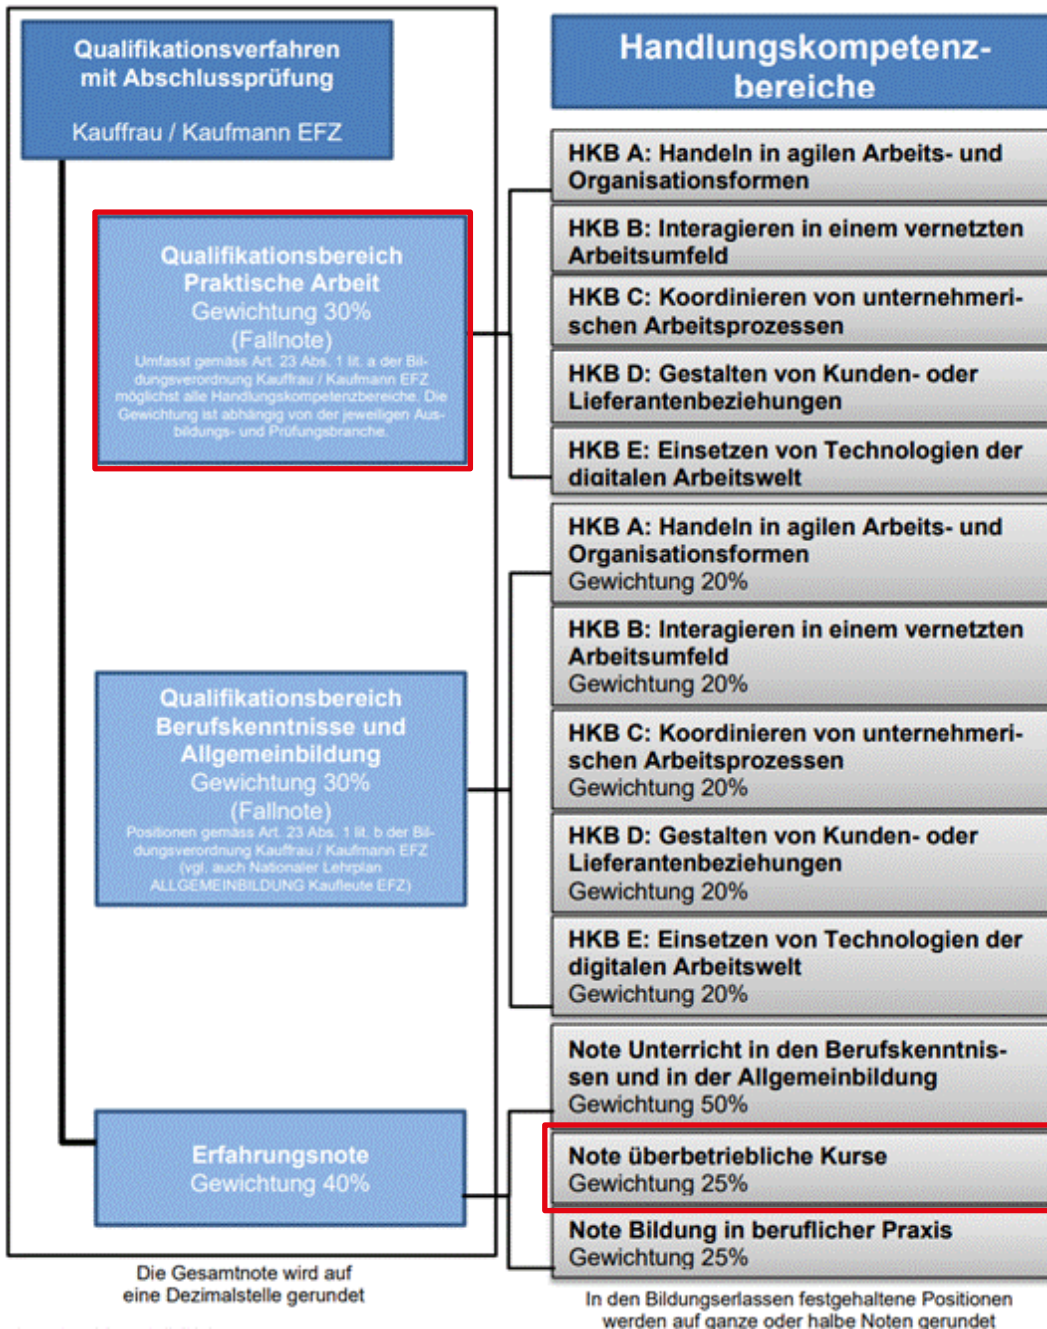 Qualifikationsverfahren
mit Abschlussprüfung
Kauffrau / Kaufmann EFZ
Qualifikationsbereich
Praktische Arbeit
Gewichtung 30%
(Fallnote)
Umfasst gemäss Art. 23 Abs. 1 lit. a der Bil-
dungsverordnung Kauffrau / Kaufmann EFZ
möglichst alle Handlungskompetenzbereiche. Die
Gewichtung ist abhängig von der jeweiligen Aus-
bildungs- und Prüfungsbranche.
Qualifikationsbereich
Berufskenntnisse und
Allgemeinbildung
Gewichtung 30%
(Fallnote)
Positionen gemäss Art. 23 Abs. 1 lit. b der Bil-
dungsverordnung Kauffrau / Kaufmann EFZ
(vgl. auch Nationaler Lehrplan
ALLGEMEINBILDUNG Kaufleute EFZ)
Erfahrungsnote
Gewichtung 40%
Die Gesamtnote wird auf
eine Dezimalstelle gerundet
Handlungskompetenz-
bereiche
HKB A: Handeln in agilen Arbeits- und
Organisationsformen
HKB B: Interagieren in einem vernetzten
Arbeitsumfeld
HKB C: Koordinieren von unternehmeri-
schen Arbeitsprozessen
HKB D: Gestalten von Kunden- oder
Lieferantenbeziehungen
HKB E: Einsetzen von Technologien der
digitalen Arbeitswelt
HKB A: Handeln in agilen Arbeits- und
Organisationsformen
Gewichtung 20%
HKB B: Interagieren in einem vernetzten
Arbeitsumfeld
Gewichtung 20%
HKB C: Koordinieren von unternehmeri-
schen Arbeitsprozessen
Gewichtung 20%
HKB D: Gestalten von Kunden- oder
Lieferantenbeziehungen
Gewichtung 20%
HKB E: Einsetzen von Technologien der
digitalen Arbeitswelt
Gewichtung 20%
Note Unterricht in den Berufskenntnis-
sen und in der Allgemeinbildung
Gewichtung 50%
Note überbetriebliche Kurse
Gewichtung 25%
Note Bildung in beruflicher Praxis
Gewichtung 25%
In den Bildungserlassen festgehaltene Positionen
werden auf ganze oder halbe Noten gerundet